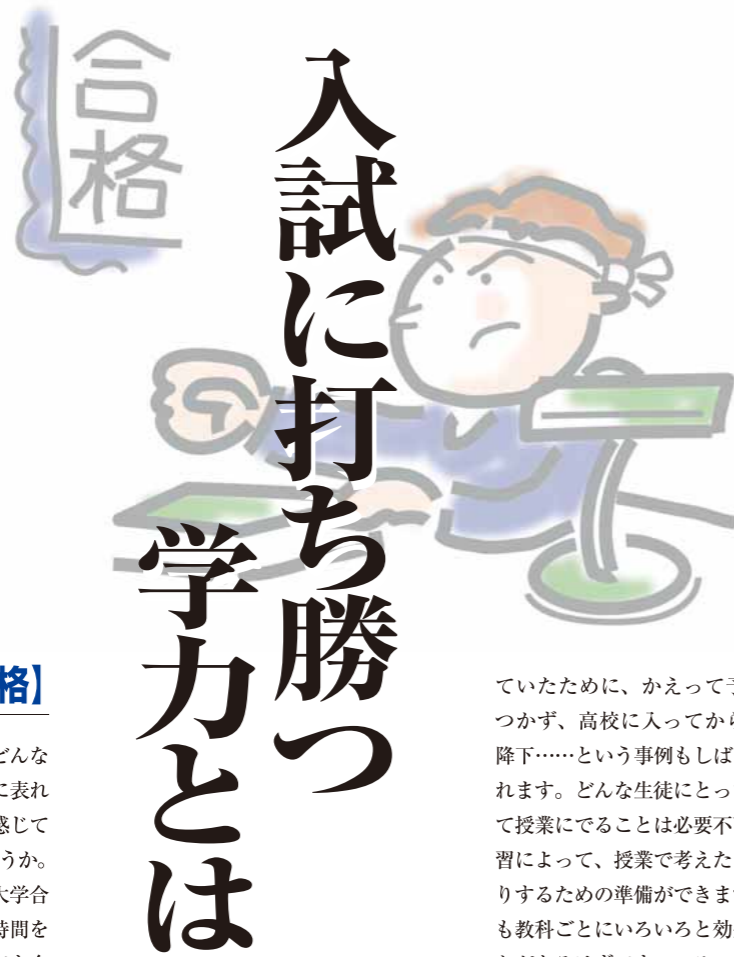 合格
入試に打ち勝つ
学力とは
格】
どんな
に表れ
感じて
うか。
大学合
時間を
ていたために、かえって予
つかず、高校に入ってから
降下……という事例もしば
れます。どんな生徒にとっ
て授業にでることは必要不
習によって、授業で考えた
りするための準備ができま
も教科ごとにいろいろと効